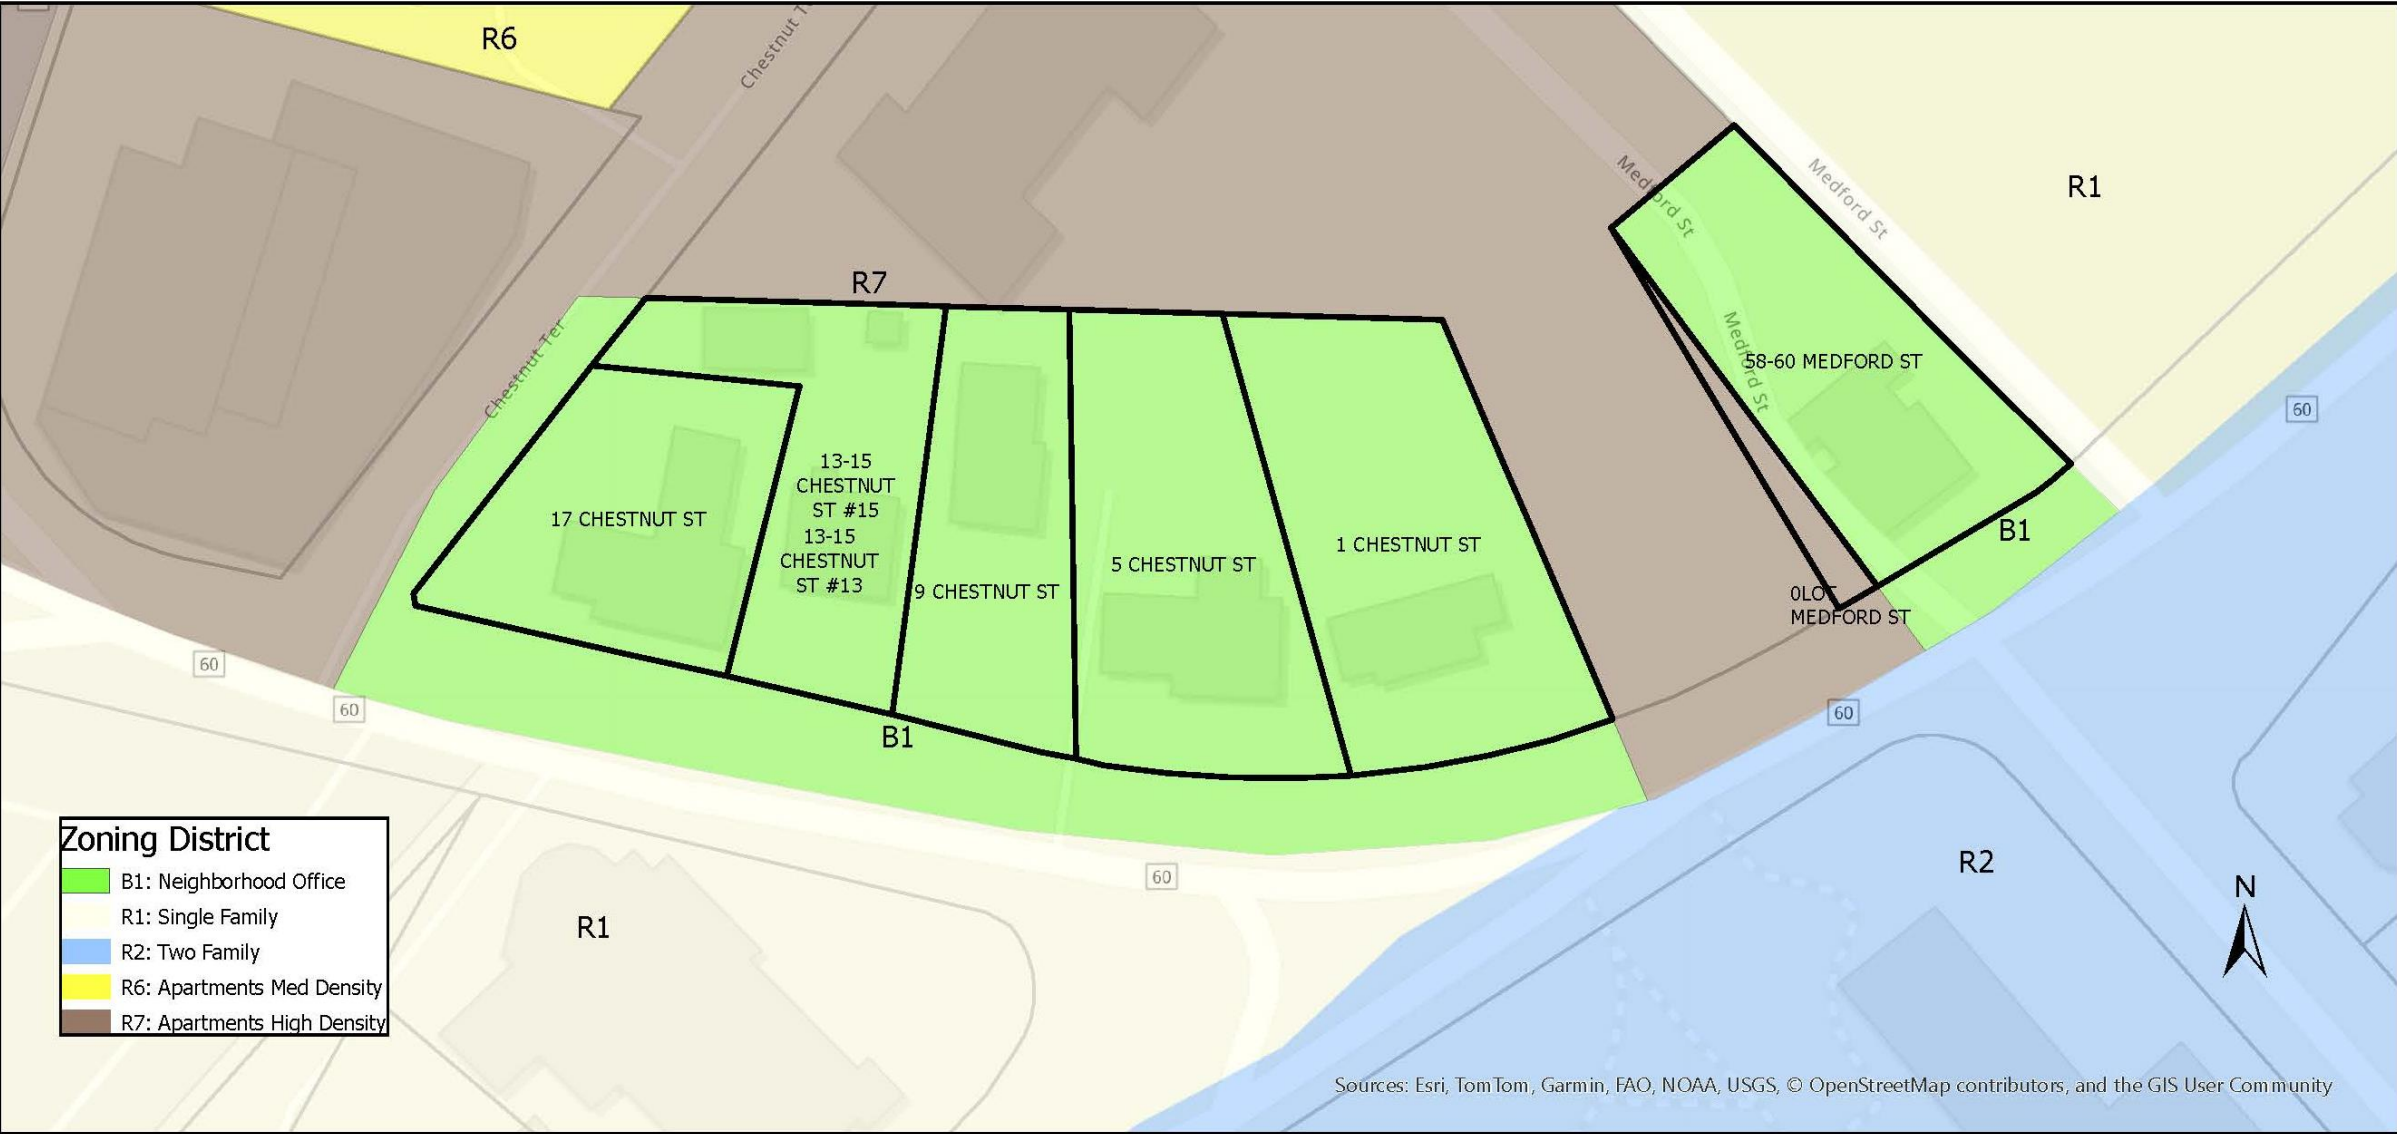 R6
Chestnut T
R1
Medford St
Medford St
R7
Chestnut Ter
Medford St
58-60 MEDFORD ST
60
13-15
CHESTNUT
ST #15
13-15
CHESTNUT
ST #13
17 CHESTNUT ST
9 CHESTNUT ST
5 CHESTNUT ST
1 CHESTNUT ST
B1
0LOT
MEDFORD ST
60
60
60
B1
60
R2
R1
N
Zoning District
B1: Neighborhood Office
R1: Single Family
R2: Two Family
R6: Apartments Med Density
R7: Apartments High Density
Sources: Esri, TomTom, Garmin, FAO, NOAA, USGS, © OpenStreetMap contributors, and the GIS User Community